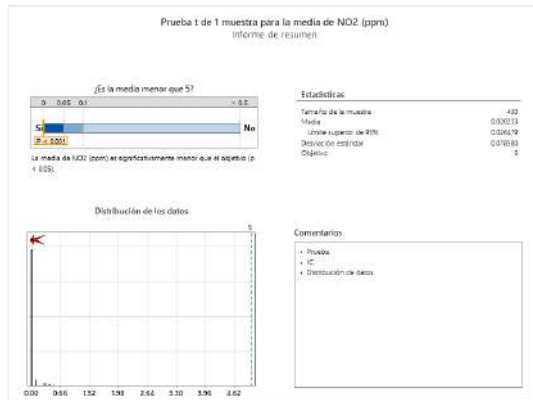 Prueba t de 1 muestra para la media de NO2 (ppm)
Informe de resumen
¿Es la media menor que 5?
0 0.05 0.1 > 0.5
Sí No
P < 0.001
La media de NO2 (ppm) es significativamente menor que el objetivo (p
< 0.05).
Estadísticas
Tamaño de la muestra
Media
Límite superior de 95%
Desviación estándar
Objetivo 5
Distribución de los datos
5
0.00 0.66 1.32 1.98 2.64 3.30 3.96 4.62
Comentarios
• Prueba
• IC
• Distribución de datos